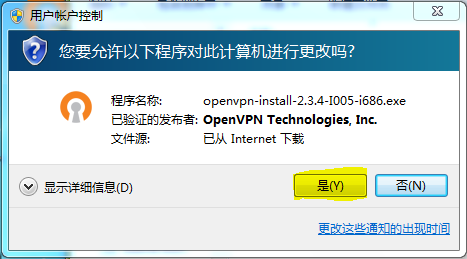 用户帐户控制
您要允许以下程序对此计算机进行更改吗?
程序名称: openvpn-install-2.3.4-I005-i686.exe
已验证的发布者: OpenVPN Technologies, Inc.
文件源: 已从 Internet 下载
显示详细信息(D)
是(Y)
否(N)
更改这些通知的出现时间